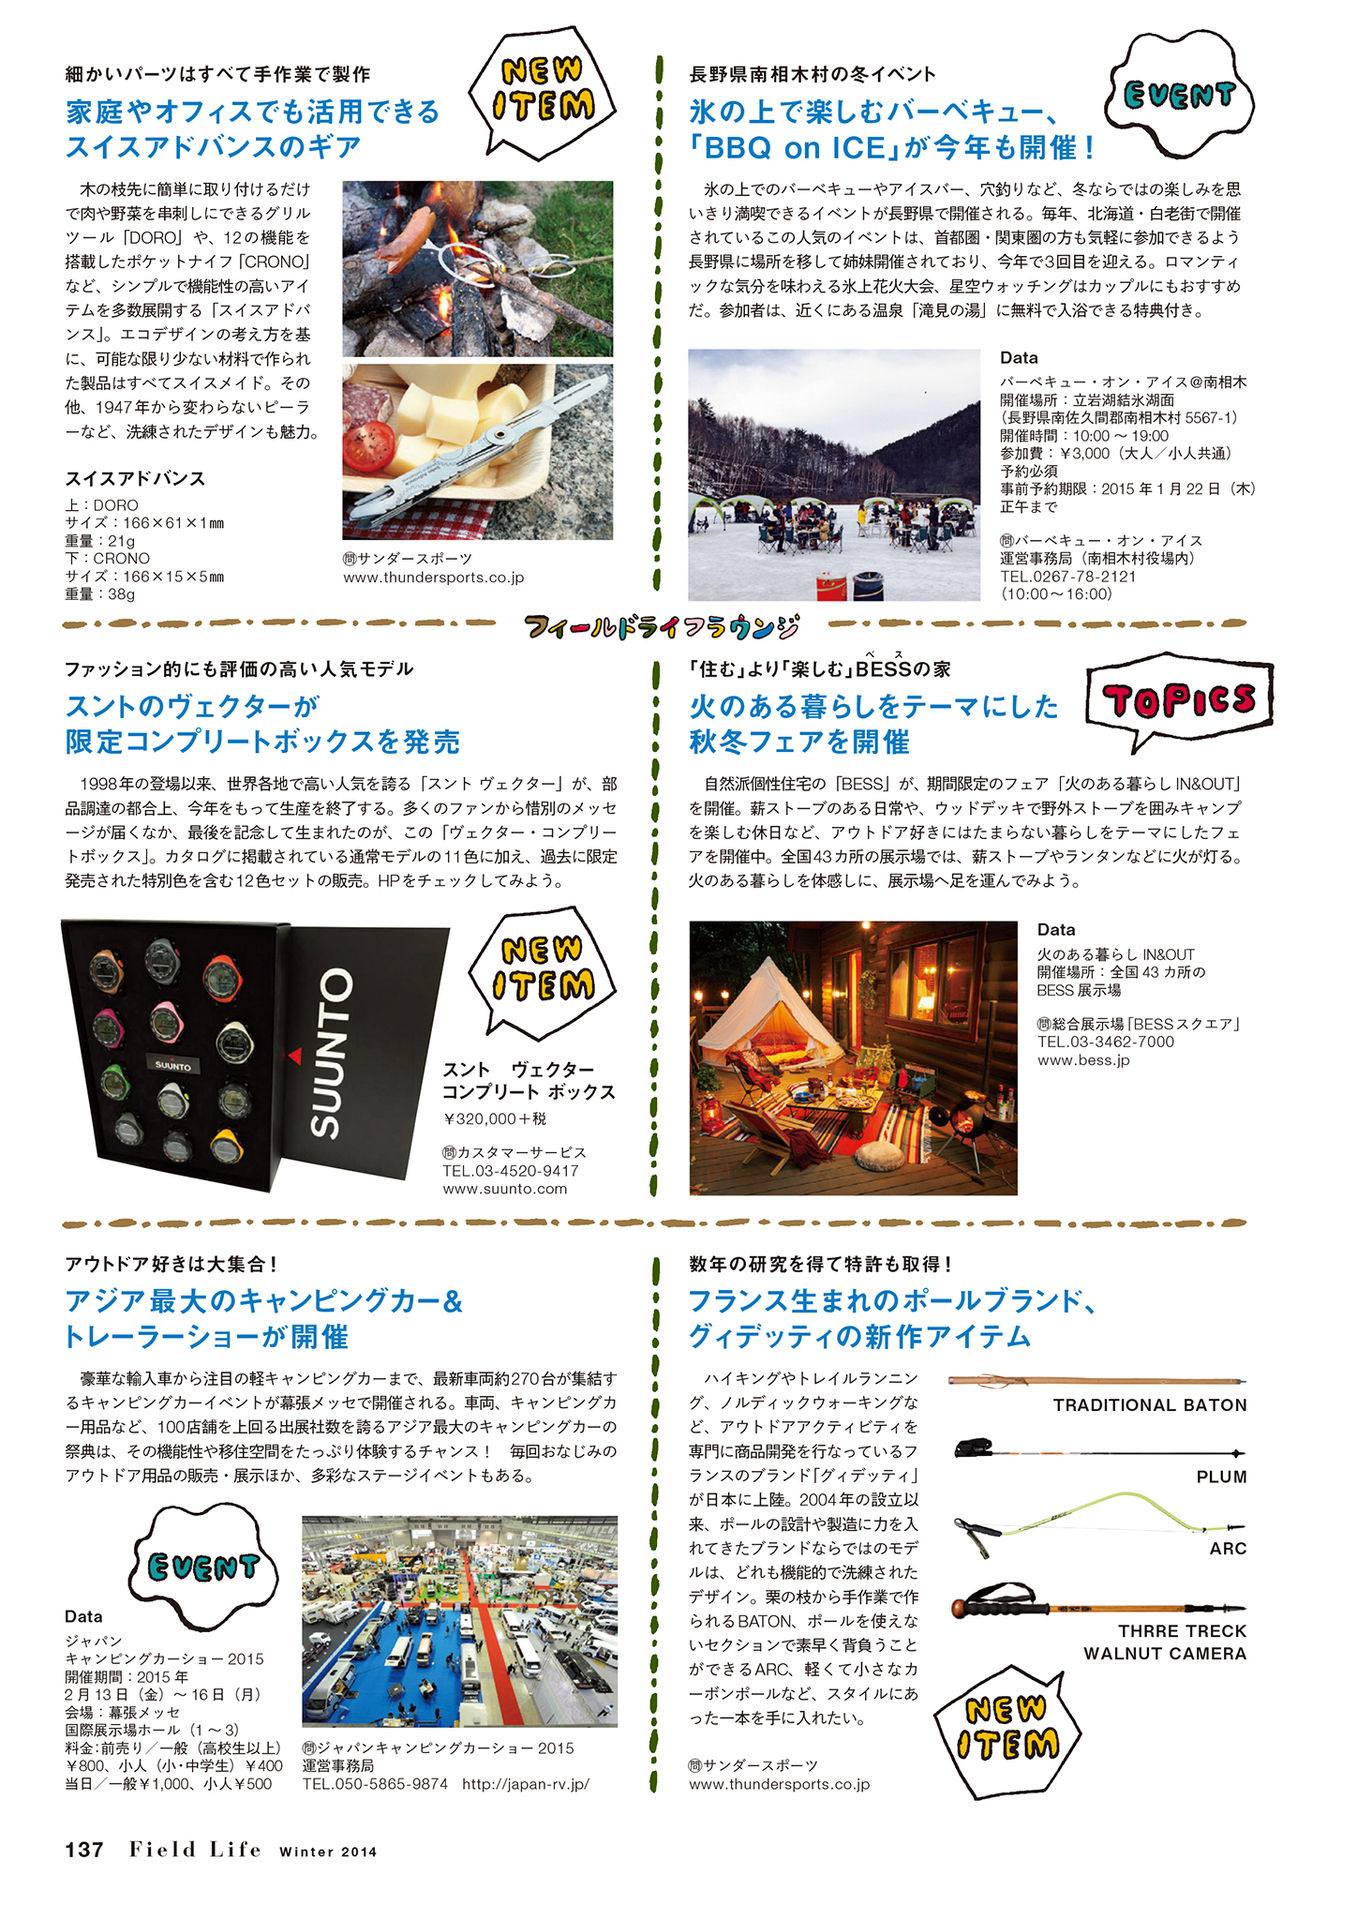 細かいパーツはすべて手作業で製作
家庭やオフィスでも活用できる
スイスアドバンスのギア
NEW
ITEM
木の枝先に簡単に取り付けるだけ
で肉や野菜を串刺しにできるグリル
ツール「DORO」や、12の機能を
搭載したポケットナイフ「CRONO」
など、シンプルで機能性の高いアイ
テムを多数展開する「スイスアドバ
ンス」。エコデザインの考え方を基
に、可能な限り少ない材料で作られ
た製品はすべてスイスメイド。その
他、1947年から変わらないピーラ
ーなど、洗練されたデザインも魅力。
スイスアドバンス
上：DORO
サイズ：166×61×1㎜
重量：21g
下：CRONO
サイズ：166×15×5㎜
重量：38g
㉄サンダースポーツ
www.thundersports.co.jp
長野県南相木村の冬イベント
氷の上で楽しむバーベキュー、
「BBQ on ICE」が今年も開催！
EVENT
氷の上でのバーベキューやアイスバー、穴釣りなど、冬ならではの楽しみを思
いきり満喫できるイベントが長野県で開催される。毎年、北海道・白老街で開催
されているこの人気のイベントは、首都圏・関東圏の方も気軽に参加できるよう
長野県に場所を移して姉妹開催されており、今年で3回目を迎える。ロマンティ
ックな気分を味わえる氷上花火大会、星空ウォッチングはカップルにもおすすめ
だ。参加者は、近くにある温泉「滝見の湯」に無料で入浴できる特典付き。
Data
バーベキュー・オン・アイス＠南相木
開催場所：立岩湖結氷湖面
（長野県南佐久間郡南相木村 5567-1）
開催時間：10:00 〜 19:00
参加費：￥3,000（大人／小人共通）
予約必須
事前予約期限：2015 年 1 月 22 日（木）
正午まで
㉄バーベキュー・オン・アイス
運営事務局（南相木村役場内）
TEL.0267-78-2121
（10:00〜16:00）
フィールドライフラウンジ
ファッション的にも評価の高い人気モデル
スントのヴェクターが
限定コンプリートボックスを発売
1998年の登場以来、世界各地で高い人気を誇る「スント ヴェクター」が、部
品調達の都合上、今年をもって生産を終了する。多くのファンから惜別のメッセ
ージが届くなか、最後を記念して生まれたのが、この「ヴェクター・コンプリー
トボックス」。カタログに掲載されている通常モデルの11色に加え、過去に限定
発売された特別色を含む12色セットの販売。HPをチェックしてみよう。
SUUNTO
SUUNTO
NEW
ITEM
スント　ヴェクター
コンプリート ボックス
￥320,000＋税
㉄カスタマーサービス
TEL.03-4520-9417
www.suunto.com
「住む」より「楽しむ」BESSの家
ベ ス
火のある暮らしをテーマにした
秋冬フェアを開催
TOPICS
自然派個性住宅の「BESS」が、期間限定のフェア「火のある暮らしIN&OUT」
を開催。薪ストーブのある日常や、ウッドデッキで野外ストーブを囲みキャンプ
を楽しむ休日など、アウトドア好きにはたまらない暮らしをテーマにしたフェ
アを開催中。全国43カ所の展示場では、薪ストーブやランタンなどに火が灯る。
火のある暮らしを体感しに、展示場へ足を運んでみよう。
Data
火のある暮らし IN&OUT
開催場所：全国 43 カ所の
BESS 展示場
㉄総合展示場「BESSスクエア」
TEL.03-3462-7000
www.bess.jp
アウトドア好きは大集合！
アジア最大のキャンピングカー&
トレーラーショーが開催
豪華な輸入車から注目の軽キャンピングカーまで、最新車両約270台が集結す
るキャンピングカーイベントが幕張メッセで開催される。車両、キャンピングカ
ー用品など、100店舗を上回る出展社数を誇るアジア最大のキャンピングカーの
祭典は、その機能性や移住空間をたっぷり体験するチャンス！　毎回おなじみの
アウトドア用品の販売・展示ほか、多彩なステージイベントもある。
EVENT
Data
ジャパン
キャンピングカーショー 2015
開催期間：2015 年
2 月 13 日（金）〜 16 日（月）
会場：幕張メッセ
国際展示場ホール（1 〜 3）
料金：前売り／一般（高校生以上）
￥800、小人（小・中学生）￥400
当日／一般￥1,000、小人￥500
㉄ジャパンキャンピングカーショー 2015
運営事務局
TEL.050-5865-9874　http://japan-rv.jp/
数年の研究を得て特許も取得！
フランス生まれのポールブランド、
グィデッティの新作アイテム
ハイキングやトレイルランニン
グ、ノルディックウォーキングな
ど、アウトドアアクティビティを
専門に商品開発を行なっているフ
ランスのブランド「グィデッティ」
が日本に上陸。2004年の設立以
来、ポールの設計や製造に力を入
れてきたブランドならではのモデ
ルは、どれも機能的で洗練された
デザイン。栗の枝から手作業で作
られるBATON、ポールを使えな
いセクションで素早く背負うこと
ができるARC、軽くて小さなカ
ーボンポールなど、スタイルにあ
った一本を手に入れたい。
㉄サンダースポーツ
www.thundersports.co.jp
TRADITIONAL BATON
PLUM
ARC
THRRE TRECK
WALNUT CAMERA
NEW
ITEM
137　Field Life　Winter 2014